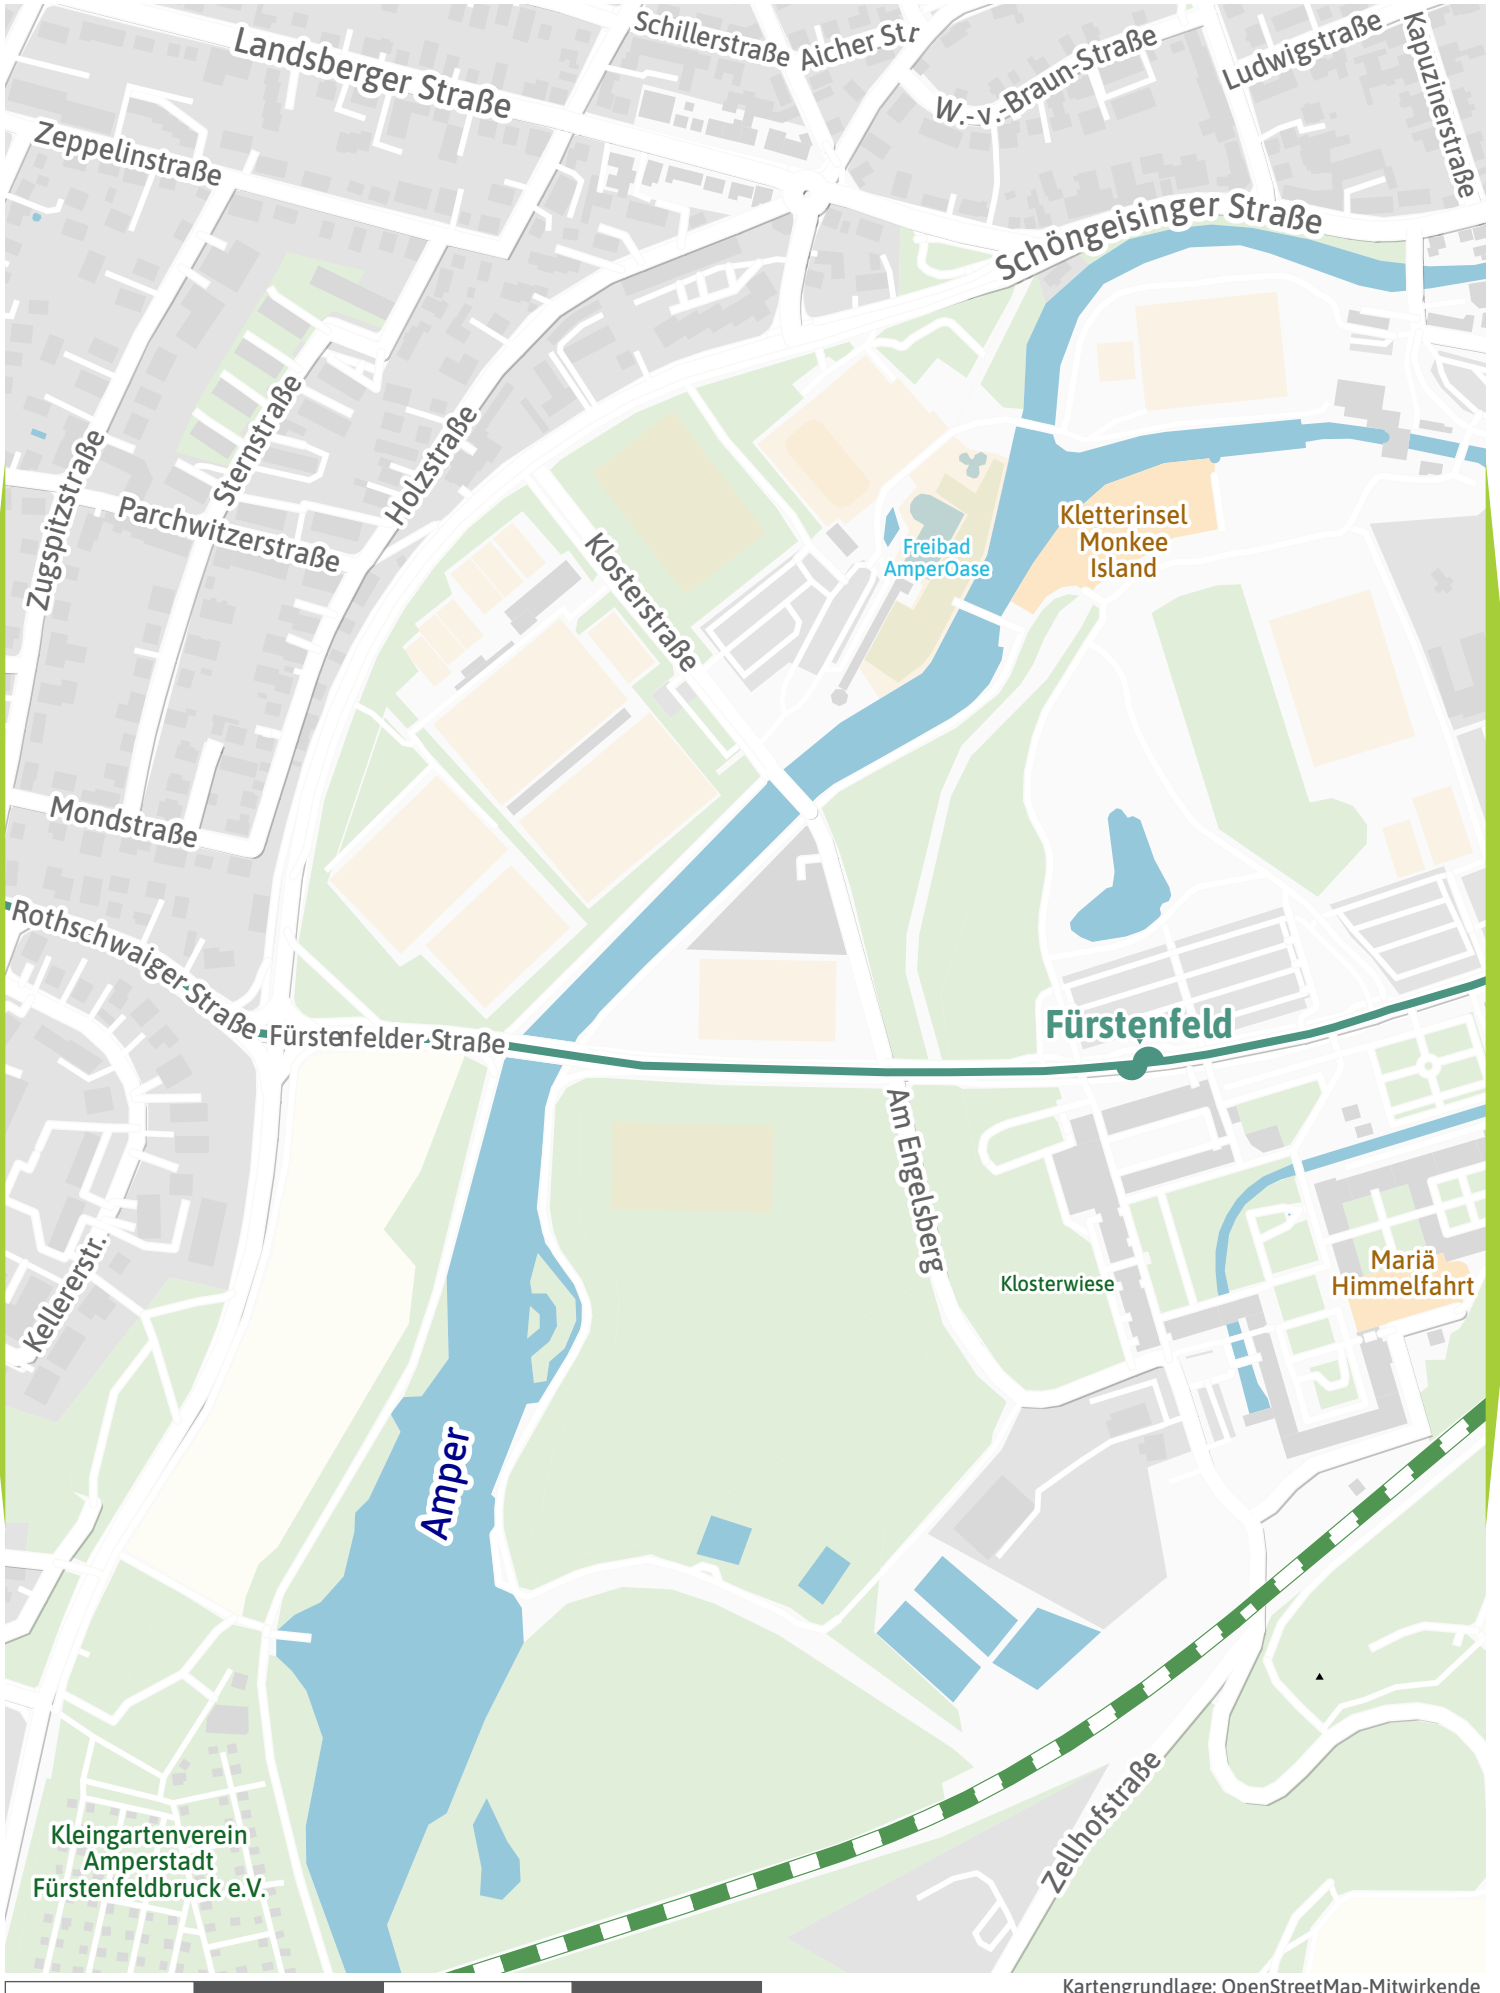 Schillerstraße
Aicher Str
Landsberger Straße
W.-v.-Braun-Straße
Ludwigstraße
Kapuzinerstraße
Zeppelinstraße
Schöngeisinger Straße
Zugspitzstraße
Sternstraße
Holzstraße
Parchwitzerstraße
Klosterstraße
Freibad
AmperOase
Kletterinsel
Monkee
Island
Mondstraße
Rothschwaiger Straße
Fürstenfelder Straße
Fürstenfeld
Am Engelsberg
Kellererstr.
Klosterwiese
Mariä
Himmelfahrt
Amper
Zellhofstraße
Kleingartenverein
Amperstadt
Fürstenfeldbruck e.V.
Kartengrundlage: OpenStreetMap-Mitwirkende